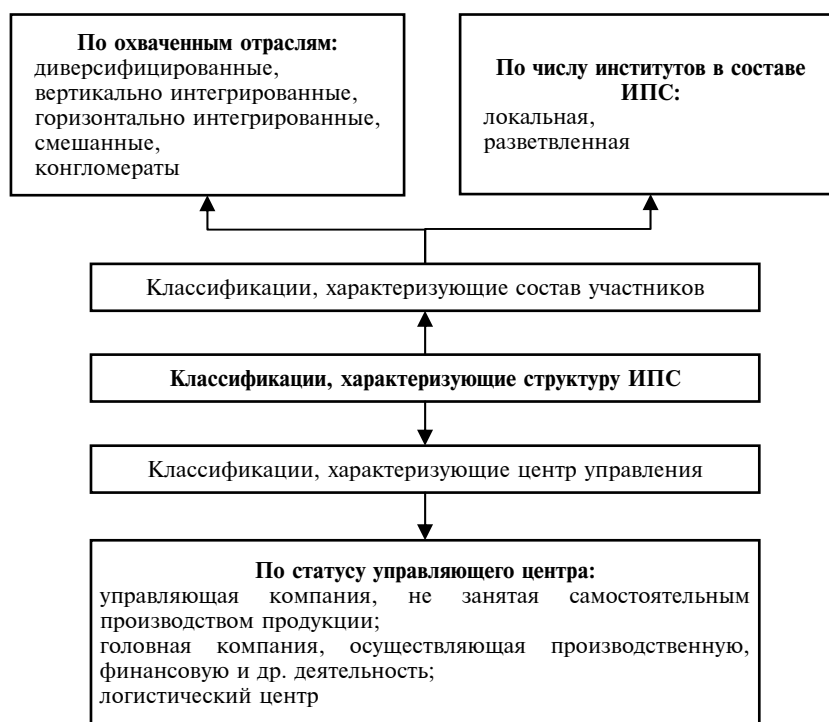 По охваченным отраслям:
диверсифицированные,
вертикально интегрированные,
горизонтально интегрированные,
смешанные,
конгломераты
По числу институтов в составе
ИПС:
локальная,
разветвленная
Классификации, характеризующие состав участников
Классификации, характеризующие структуру ИПС
Классификации, характеризующие центр управления
По статусу управляющего центра:
управляющая компания, не занятая самостоятельным
производством продукции;
головная компания, осуществляющая производственную,
финансовую и др. деятельность;
логистический центр